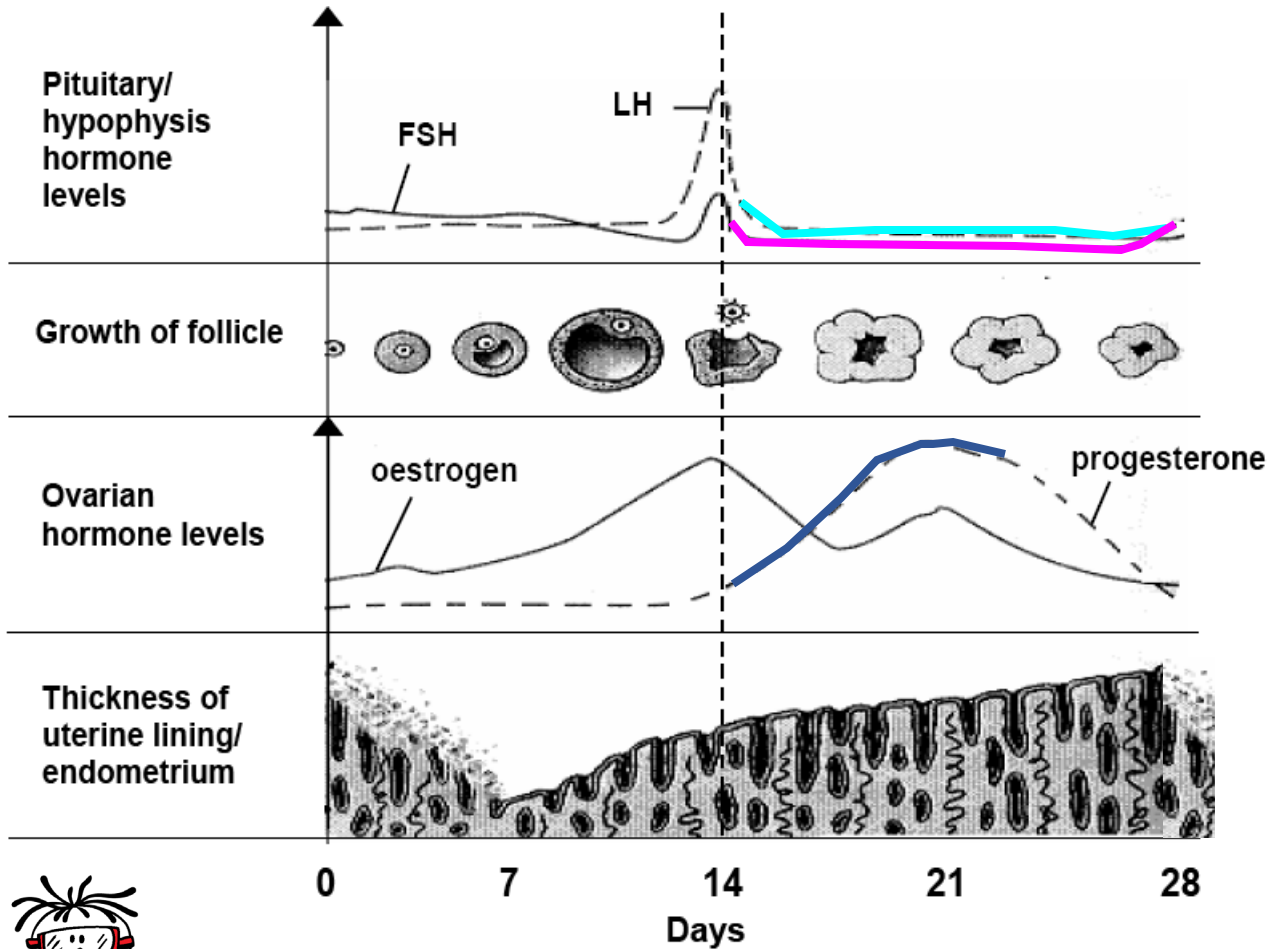 Pituitary/
hypophysis
hormone
levels
FSH
LH
Growth of follicle
Ovarian
hormone levels
oestrogen
progesterone
Thickness of
uterine lining/
endometrium
0 7 14 21 28
Days